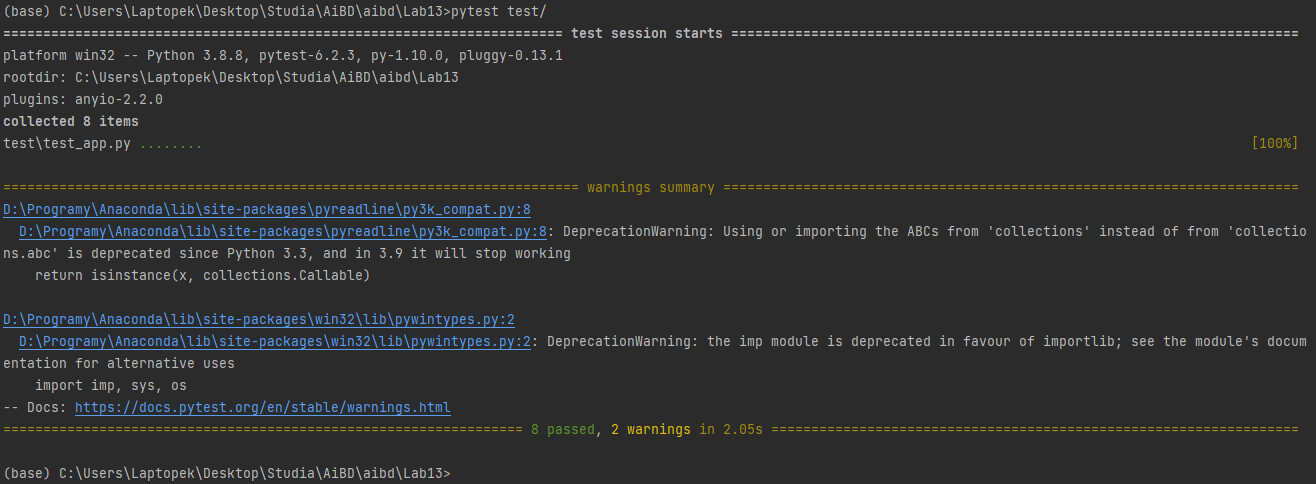 (base) C:\Users\Laptopek\Desktop\Studia\AiBD\aibd\Lab13>pytest test/
====================================================================== test session starts =======================================================================
platform win32 -- Python 3.8.8, pytest-6.2.3, py-1.10.0, pluggy-0.13.1
rootdir: C:\Users\Laptopek\Desktop\Studia\AiBD\aibd\Lab13
plugins: anyio-2.2.0
collected 8 items
test\test_app.py ........ [100%]
======================================================================== warnings summary ========================================================================
D:\Programy\Anaconda\lib\site-packages\pyreadline\py3k_compat.py:8
  D:\Programy\Anaconda\lib\site-packages\pyreadline\py3k_compat.py:8: DeprecationWarning: Using or importing the ABCs from 'collections' instead of from 'collectio
ns.abc' is deprecated since Python 3.3, and in 3.9 it will stop working
    return isinstance(x, collections.Callable)
D:\Programy\Anaconda\lib\site-packages\win32\lib\pywintypes.py:2
  D:\Programy\Anaconda\lib\site-packages\win32\lib\pywintypes.py:2: DeprecationWarning: the imp module is deprecated in favour of importlib; see the module's docum
entation for alternative uses
    import imp, sys, os
-- Docs: https://docs.pytest.org/en/stable/warnings.html
================================================================= 8 passed, 2 warnings in 2.05s ==================================================================
(base) C:\Users\Laptopek\Desktop\Studia\AiBD\aibd\Lab13>